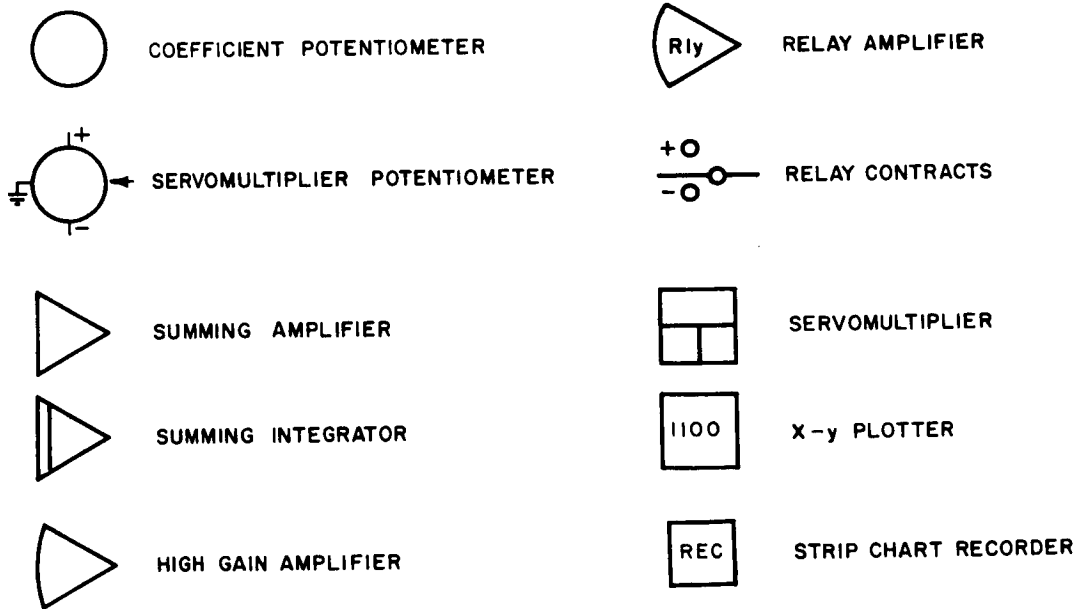 COEFFICIENT POTENTIOMETER
+
-
SERVOMULTIPLIER POTENTIOMETER
SUMMING AMPLIFIER
SUMMING INTEGRATOR
HIGH GAIN AMPLIFIER
Rly
RELAY AMPLIFIER
+
-
RELAY CONTRACTS
SERVOMULTIPLIER
1100
X-y PLOTTER
REC
STRIP CHART RECORDER